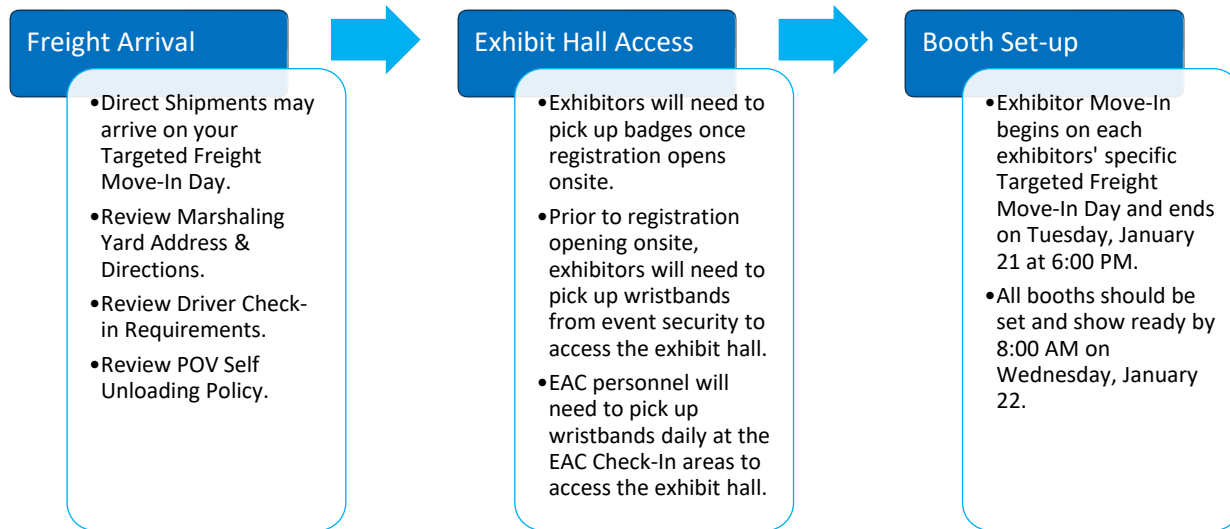 Freight Arrival
•Direct Shipments may
arrive on your
Targeted Freight
Move-In Day.
•Review Marshaling
Yard Address &
Directions.
•Review Driver Check-
in Requirements.
•Review POV Self
Unloading Policy.
Exhibit Hall Access
•Exhibitors will need to
pick up badges once
registration opens
onsite.
•Prior to registration
opening onsite,
exhibitors will need to
pick up wristbands
from event security to
access the exhibit hall.
•EAC personnel will
need to pick up
wristbands daily at the
EAC Check-In areas to
access the exhibit hall.
Booth Set-up
•Exhibitor Move-In
begins on each
exhibitors' specific
Targeted Freight
Move-In Day and ends
on Tuesday, January
21 at 6:00 PM.
•All booths should be
set and show ready by
8:00 AM on
Wednesday, January
22.